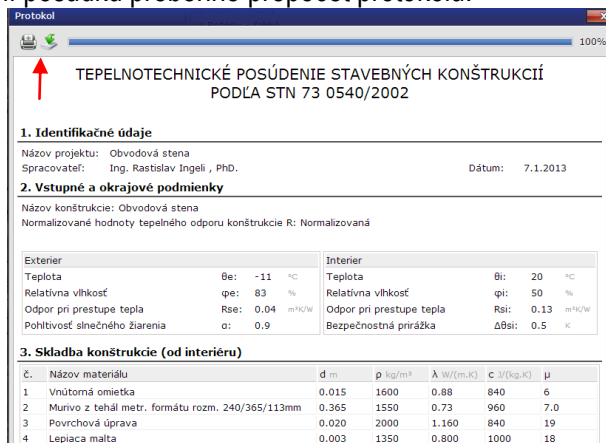 Protokol
100%
TEPELNOTECHNICKÉ POSÚDENIE STAVEBNÝCH KONŠTRUKCIÍ
PODĽA STN 73 0540/2002
1. Identifikačné údaje
Názov projektu: Obvodová stena
Spracovateľ: Ing. Rastislav Ingeli , PhD. Dátum: 7.1.2013
2. Vstupné a okrajové podmienky
Názov konštrukcie: Obvodová stena
Normalizované hodnoty tepelného odporu konštrukcie R: Normalizovaná
Exterier Interier
Teplota θe: -11 °C Teplota θi: 20 °C
Relatívna vlhkosť φe: 83 % Relatívna vlhkosť φi: 50 %
Odpor pri prestupe tepla Rse: 0.04 m²K/W Odpor pri prestupe tepla Rsi: 0.13 m²K/W
Pohltivosť slnečného žiarenia α: 0.9 Bezpečnostná prirážka Δθsi: 0.5 K
3. Skladba konštrukcie (od interiéru)
č. Názov materiálu d m ρ kg/m³ λ W/(m.K) c J/(kg.K) μ
1 Vnútorná omietka 0.015 1600 0.88 840 6
2 Murivo z tehál metr. formátu rozm. 240/365/113mm 0.365 1550 0.73 960 7.0
3 Povrchová úprava 0.020 2000 1.160 840 19
4 Lepiaca malta 0.003 1350 0.800 1000 18